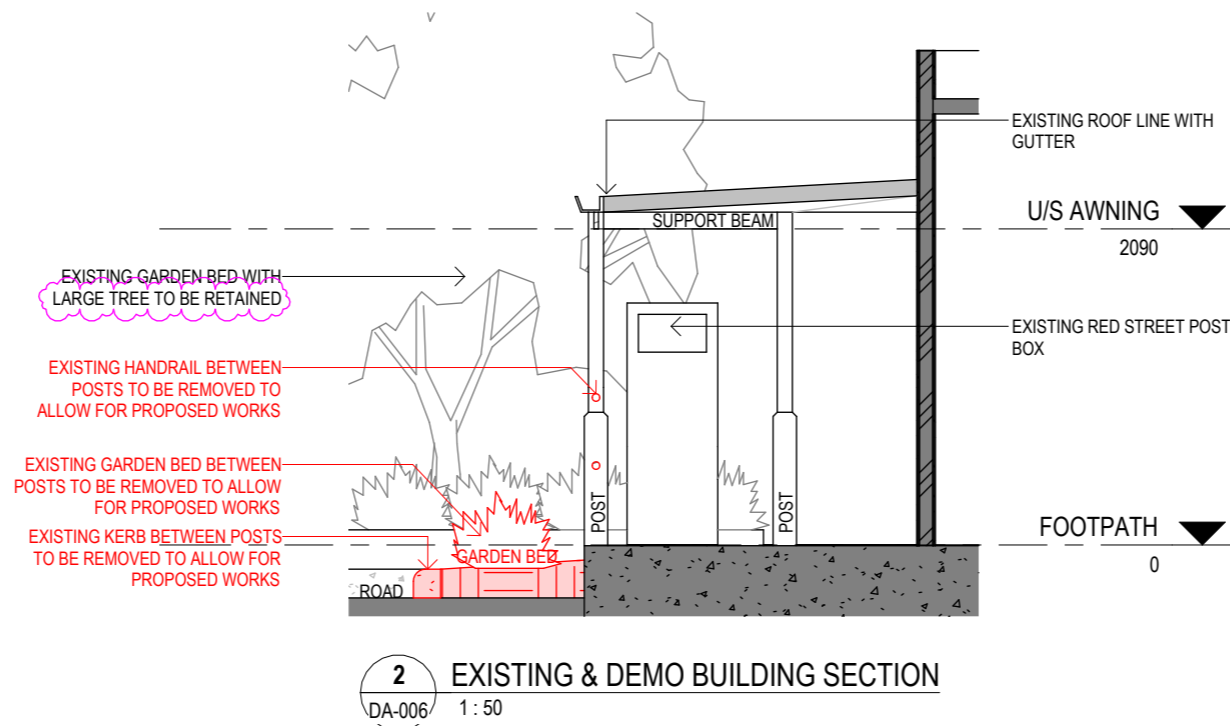 EXISTING ROOF LINE WITH
GUTTER
SUPPORT BEAM
U/S AWNING
2090
EXISTING GARDEN BED WITH
LARGE TREE TO BE RETAINED
EXISTING RED STREET POST
BOX
EXISTING HANDRAIL BETWEEN
POSTS TO BE REMOVED TO
ALLOW FOR PROPOSED WORKS
EXISTING GARDEN BED BETWEEN
POSTS TO BE REMOVED TO ALLOW
FOR PROPOSED WORKS
POST
POST
EXISTING KERB BETWEEN POSTS
TO BE REMOVED TO ALLOW FOR
PROPOSED WORKS
GARDEN BED
ROAD
FOOTPATH
0
2
DA-006
EXISTING & DEMO BUILDING SECTION
1 : 50